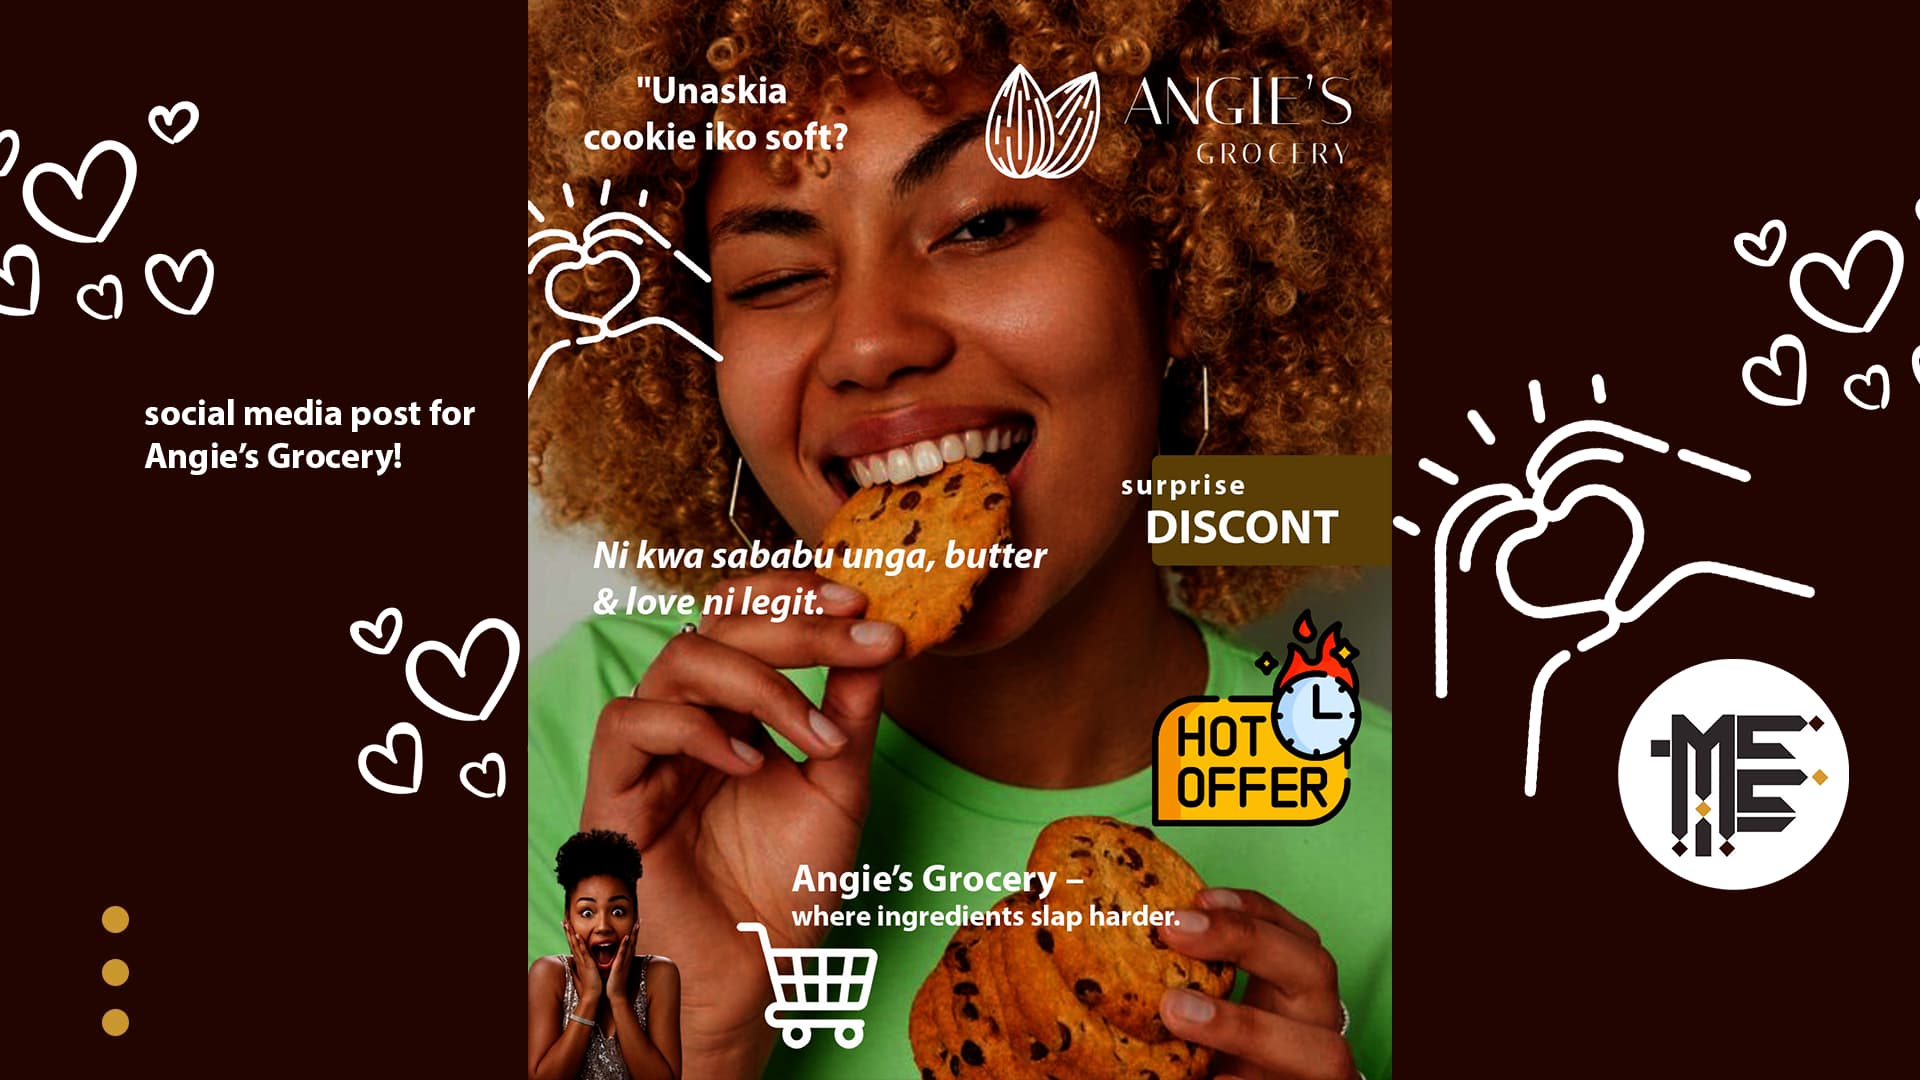 "Unaskia
cookie iko soft?
ANGIE'S
GROCERY
social media post for
Angie's Grocery!
surprise
DISCONT
Ni kwa sababu unga, butter
& love ni legit.
HOT
OFFER
Angie's Grocery –
where ingredients slap harder.